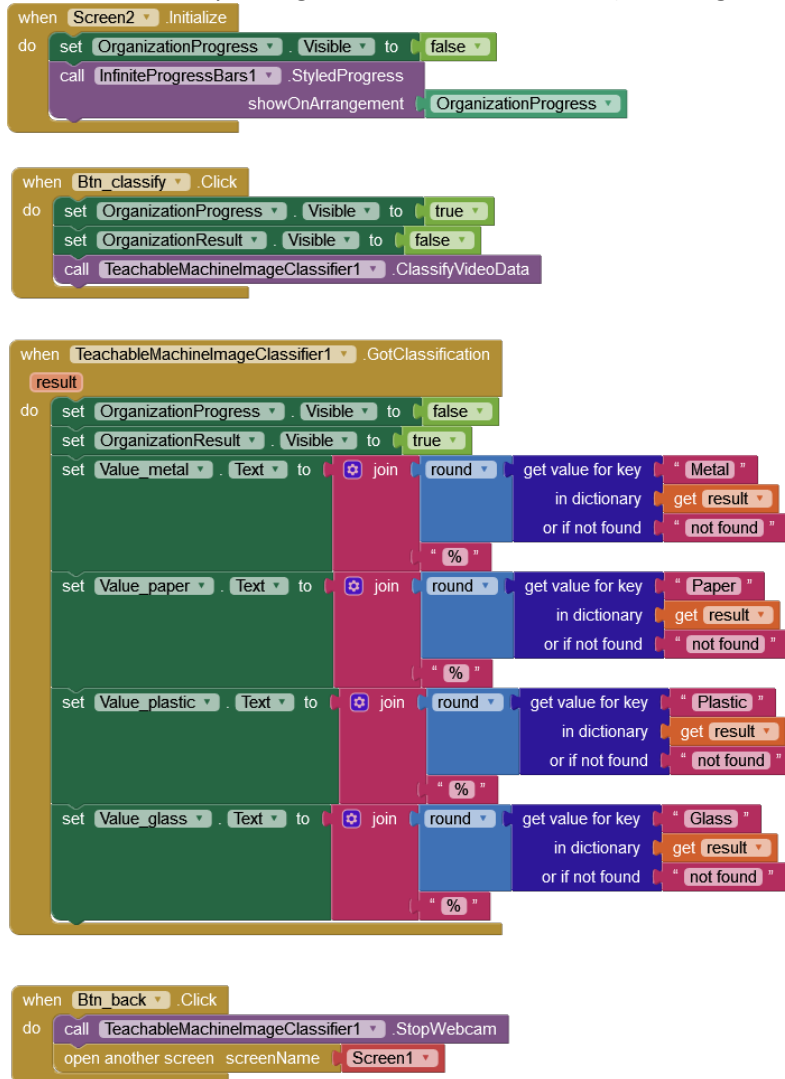 when Screen2 .Initialize
do set OrganizationProgress . Visible to false
call InfiniteProgressBars1 .StyledProgress
showOnArrangement OrganizationProgress
when Btn_classify .Click
do set OrganizationProgress . Visible to true
set OrganizationResult . Visible to false
call TeachableMachineImageClassifier1 .ClassifyVideoData
when TeachableMachineImageClassifier1 .GotClassification
result
do set OrganizationProgress . Visible to false
set OrganizationResult . Visible to true
set Value_metal . Text to join round get value for key " Metal "
in dictionary get result
or if not found " not found "
" % "
set Value_paper . Text to join round get value for key " Paper "
in dictionary get result
or if not found " not found "
" % "
set Value_plastic . Text to join round get value for key " Plastic "
in dictionary get result
or if not found " not found "
" % "
set Value_glass . Text to join round get value for key " Glass "
in dictionary get result
or if not found " not found "
" % "
when Btn_back .Click
do call TeachableMachineImageClassifier1 .StopWebcam
open another screen screenName Screen1